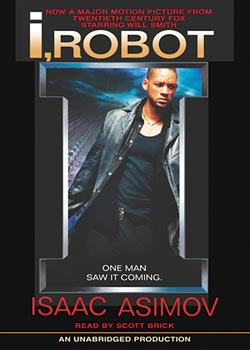 NOW A MAJOR MOTION PICTURE FROM
TWENTIETH CENTURY FOX
STARRING WILL SMITH
i, ROBOT
ONE MAN
SAW IT COMING.
ISAAC ASIMOV
READ BY SCOTT BRICK
AN UNABRIDGED PRODUCTION